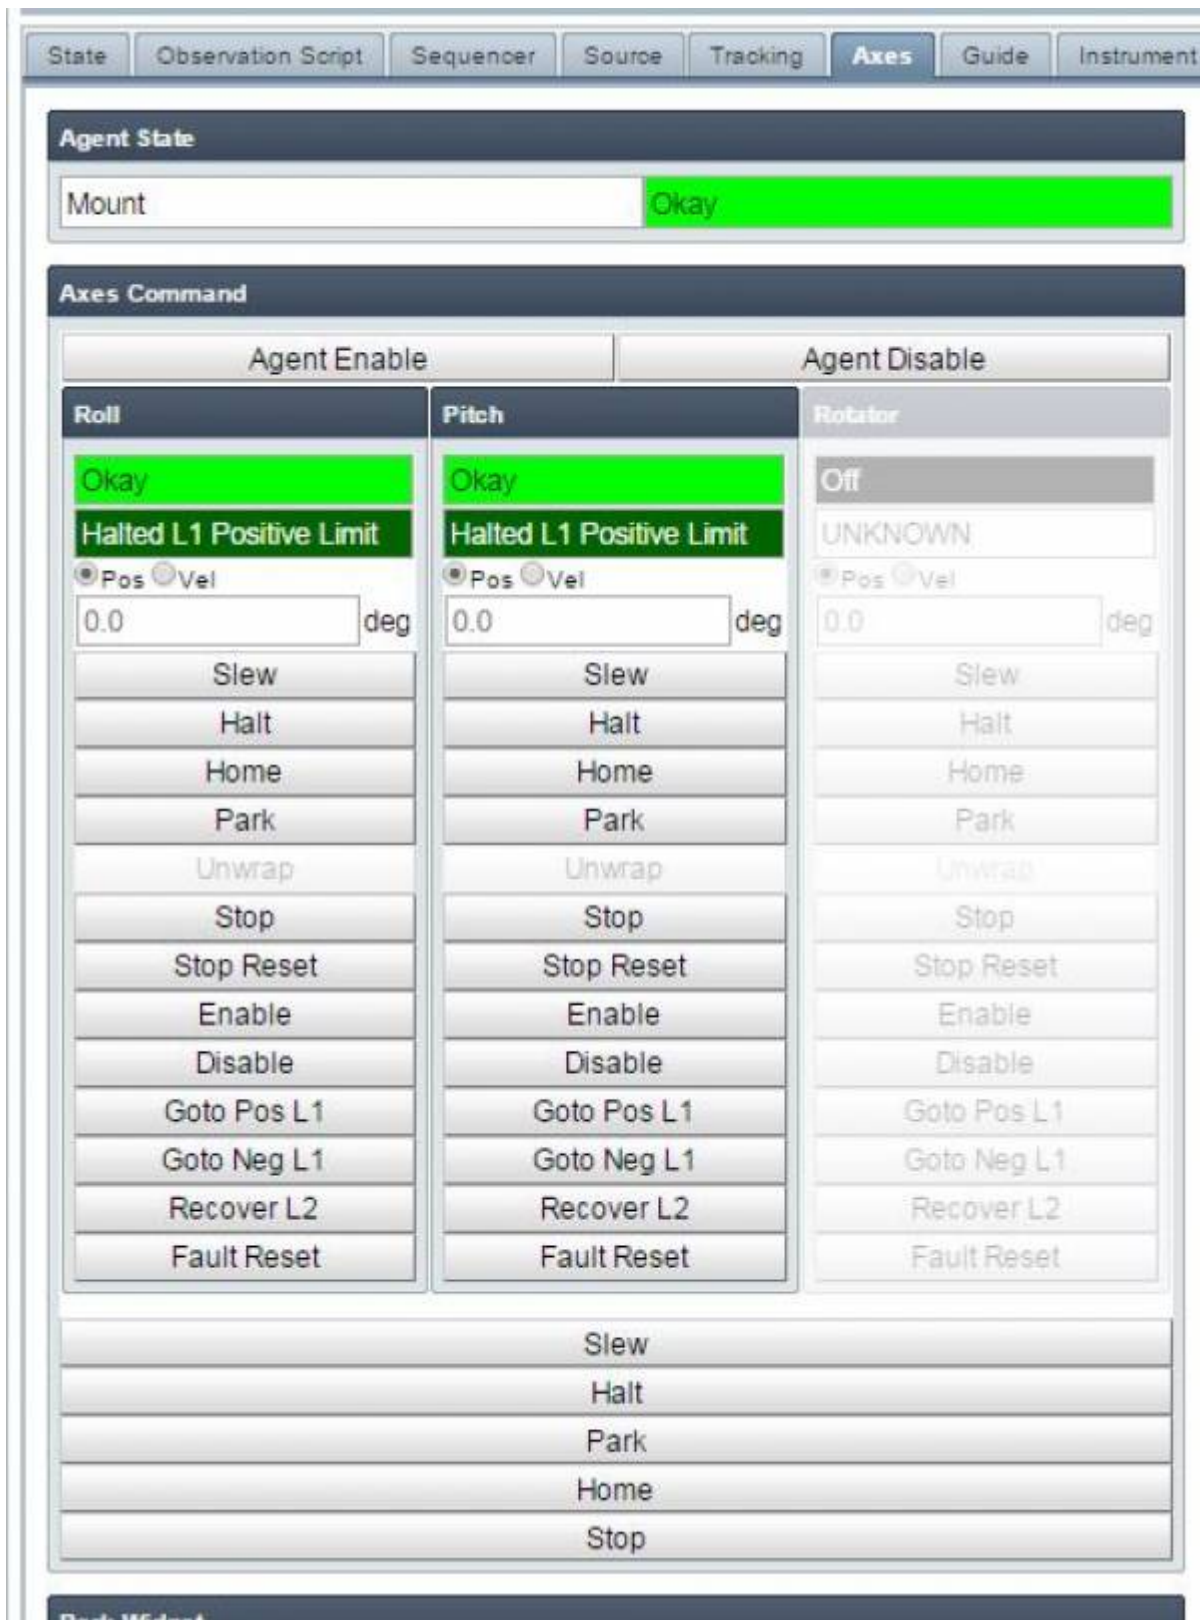 State Observation Script Sequencer Source Tracking Axes Guide Instrument
Agent State
Mount Okay
Axes Command
Agent Enable Agent Disable
Roll Pitch Rotator
Okay Okay Off
Halted L1 Positive Limit Halted L1 Positive Limit UNKNOWN
Pos Vel Pos Vel Pos Vel
0.0 deg 0.0 deg 0.0 deg
Slew Slew Slew
Halt Halt Halt
Home Home Home
Park Park Park
Unwrap Unwrap Unwrap
Stop Stop Stop
Stop Reset Stop Reset Stop Reset
Enable Enable Enable
Disable Disable Disable
Goto Pos L1 Goto Pos L1 Goto Pos L1
Goto Neg L1 Goto Neg L1 Goto Neg L1
Recover L2 Recover L2 Recover L2
Fault Reset Fault Reset Fault Reset
Slew
Halt
Park
Home
Stop